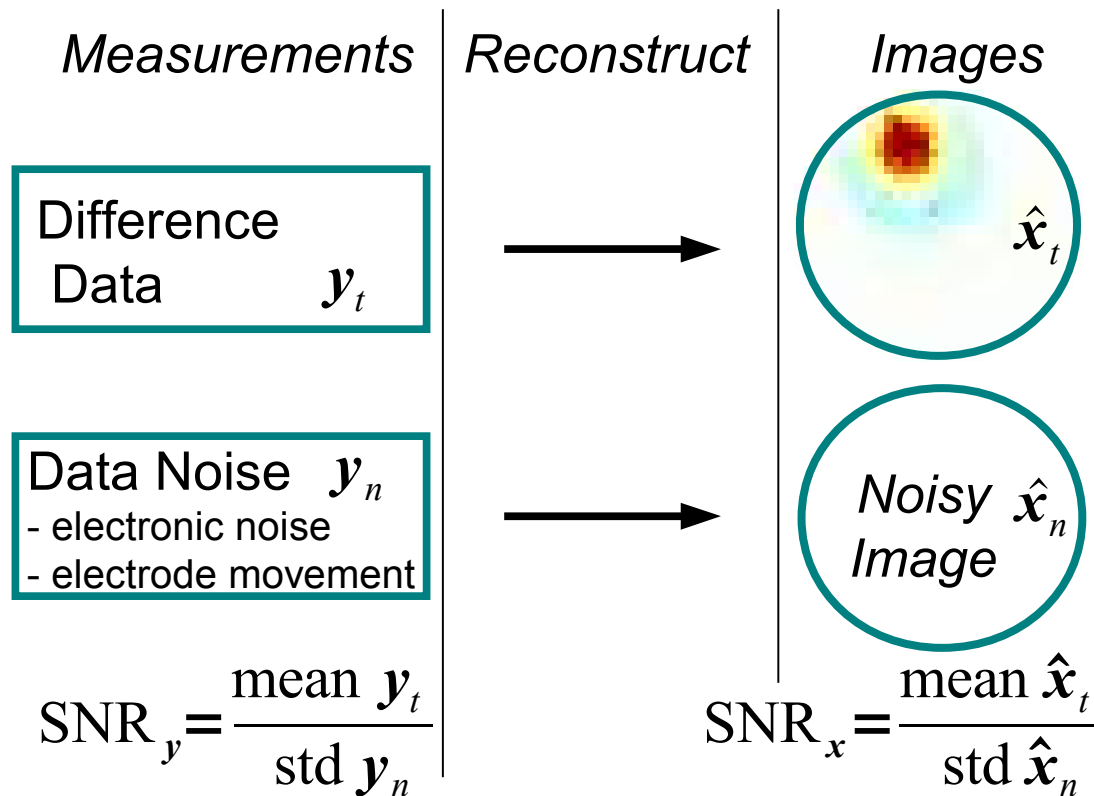 Measurements Reconstruct Images
Difference
Data y_t
x̂_t
Data Noise y_n
- electronic noise
- electrode movement
Noisy x̂_n
Image
SNR_y = mean y_t / std y_n
SNR_x = mean x̂_t / std x̂_n